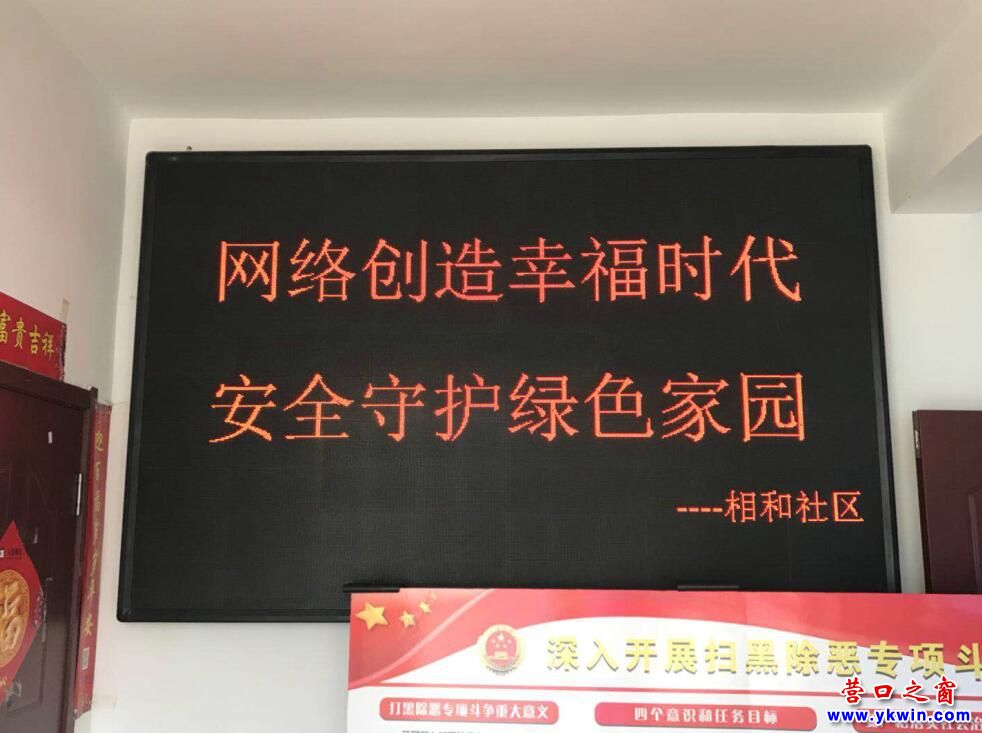 网络创造幸福时代
安全守护绿色家园
----相和社区
富贵吉祥
深入开展扫黑除恶专项斗
打黑除恶专项斗争重大意义
四个意识和任务目标
营口之窗
www.ykwin.com